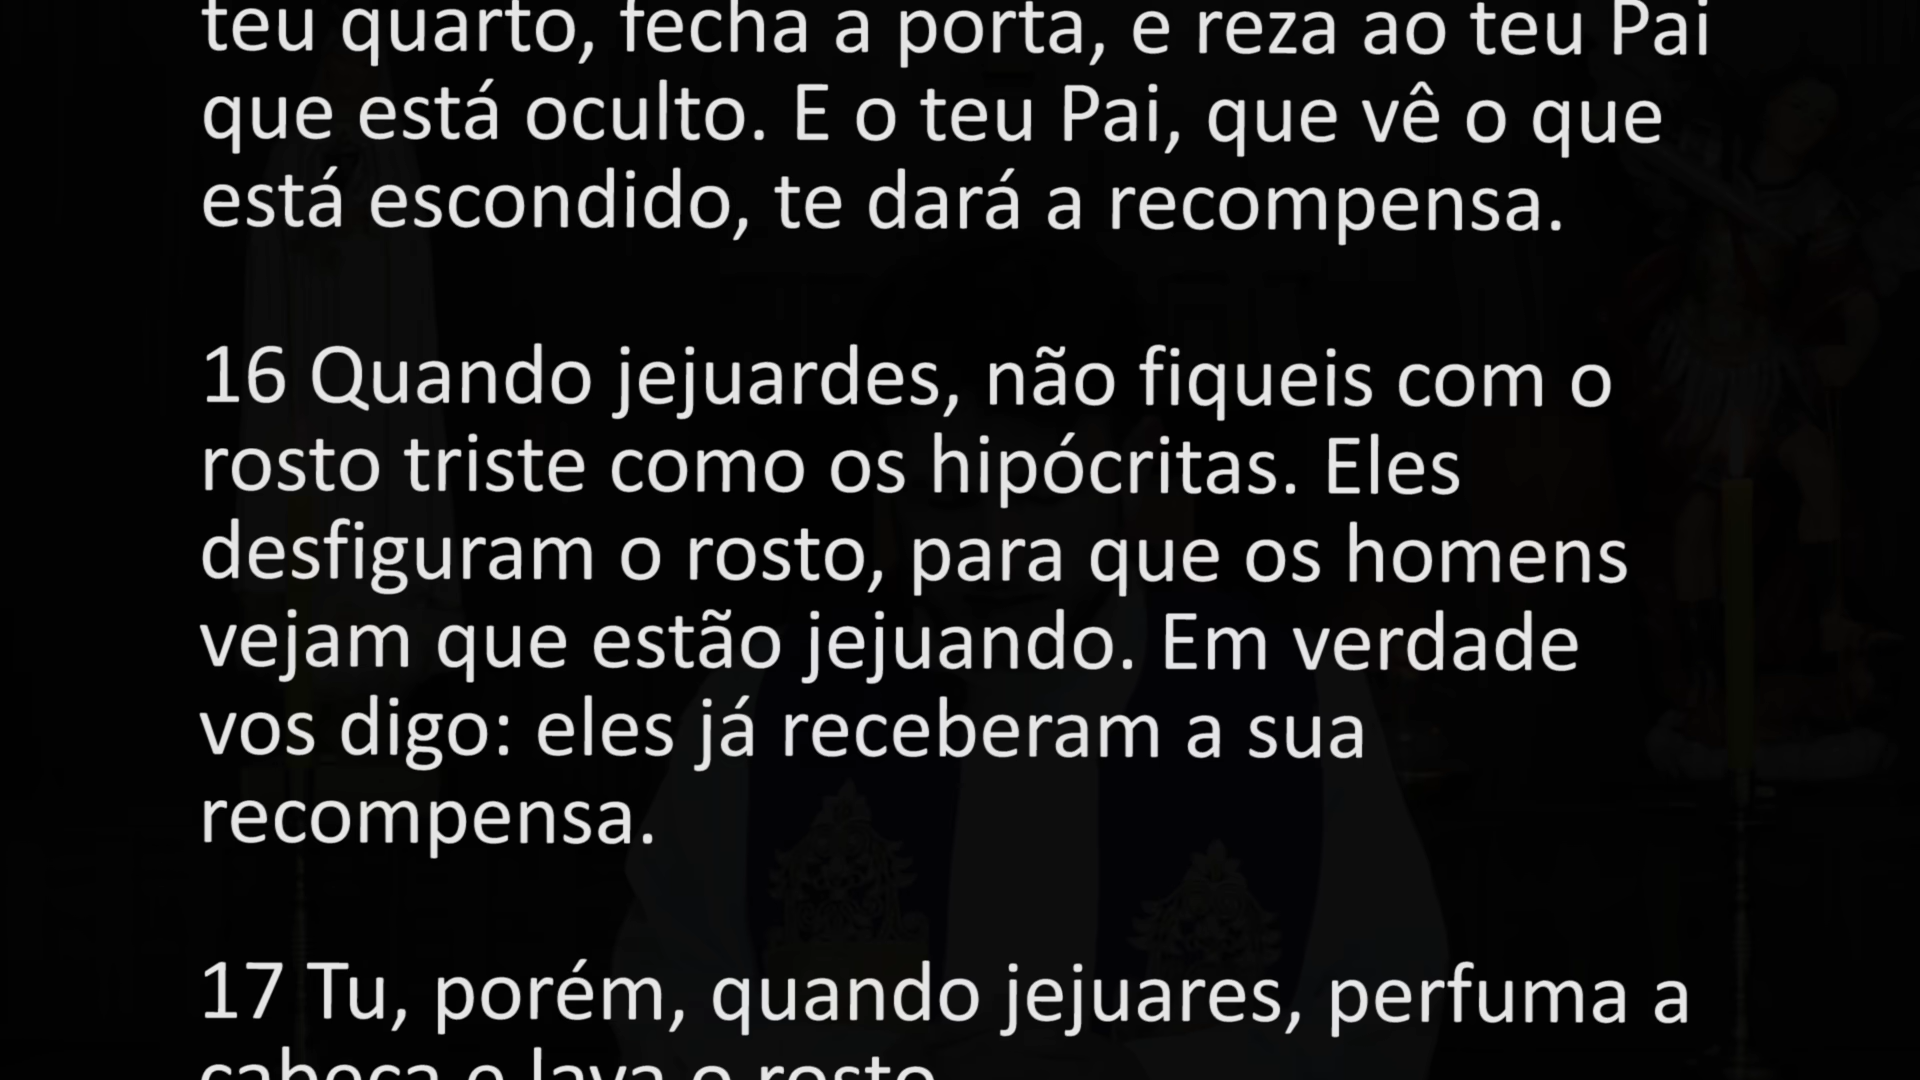 teu quarto, fecha a porta, e reza ao teu Pai
que está oculto. E o teu Pai, que vê o que
está escondido, te dará a recompensa.
16 Quando jejuardes, não fiqueis com o
rosto triste como os hipócritas. Eles
desfiguram o rosto, para que os homens
vejam que estão jejuando. Em verdade
vos digo: eles já receberam a sua
recompensa.
17 Tu, porém, quando jejuares, perfuma a
cabeça e lava o rosto